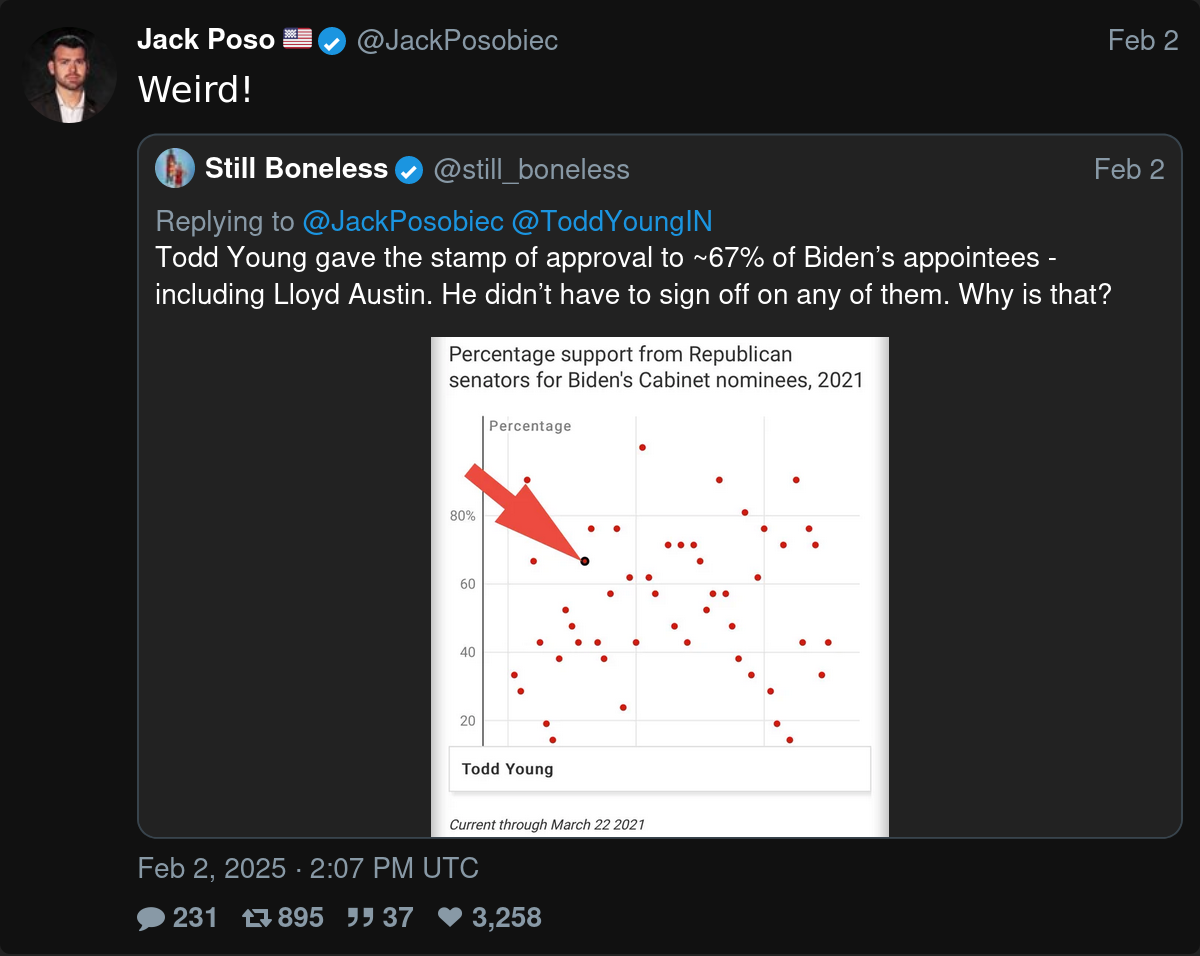 Jack Poso 🇺🇸 @JackPosobiec Feb 2
Weird!
Still Boneless @still_boneless Feb 2
Replying to @JackPosobiec @ToddYoungIN
Todd Young gave the stamp of approval to ~67% of Biden’s appointees -
including Lloyd Austin. He didn’t have to sign off on any of them. Why is that?
Percentage support from Republican
senators for Biden's Cabinet nominees, 2021
Percentage
80%
60
40
20
Todd Young
Current through March 22 2021
Feb 2, 2025 · 2:07 PM UTC
231 895 37 3,258